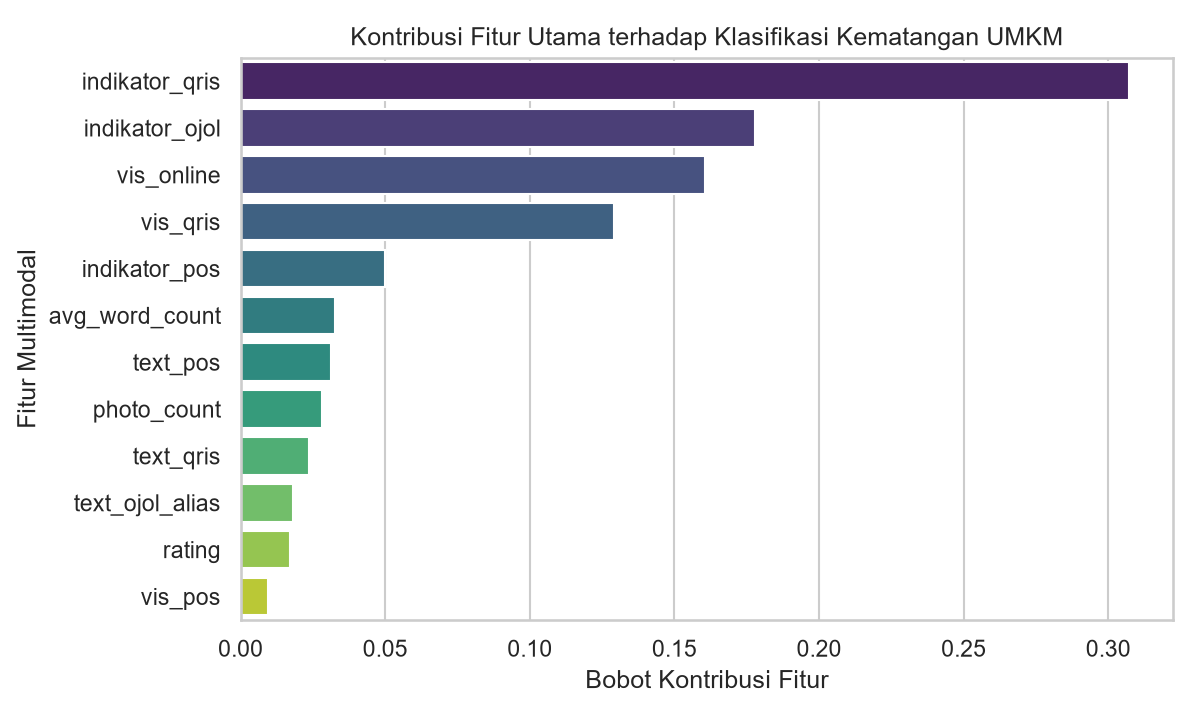 Kontribusi Fitur Utama terhadap Klasifikasi Kematangan UMKM
Fitur Multimodal
indikator_qris
indikator_ojol
vis_online
vis_qris
indikator_pos
avg_word_count
text_pos
photo_count
text_qris
text_ojol_alias
rating
vis_pos
0.00 0.05 0.10 0.15 0.20 0.25 0.30
Bobot Kontribusi Fitur